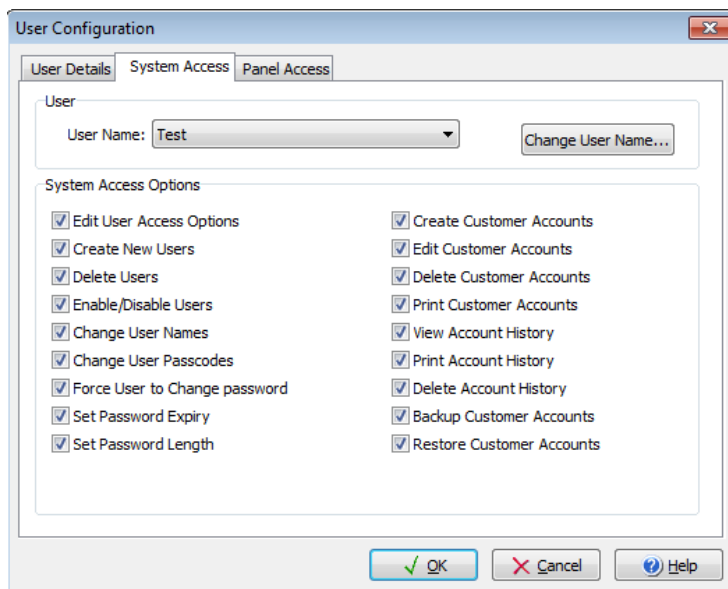 User Configuration
User Details System Access Panel Access
User
User Name: Test Change User Name...
System Access Options
Edit User Access Options
Create New Users
Delete Users
Enable/Disable Users
Change User Names
Change User Passcodes
Force User to Change password
Set Password Expiry
Set Password Length
Create Customer Accounts
Edit Customer Accounts
Delete Customer Accounts
Print Customer Accounts
View Account History
Print Account History
Delete Account History
Backup Customer Accounts
Restore Customer Accounts
OK Cancel Help